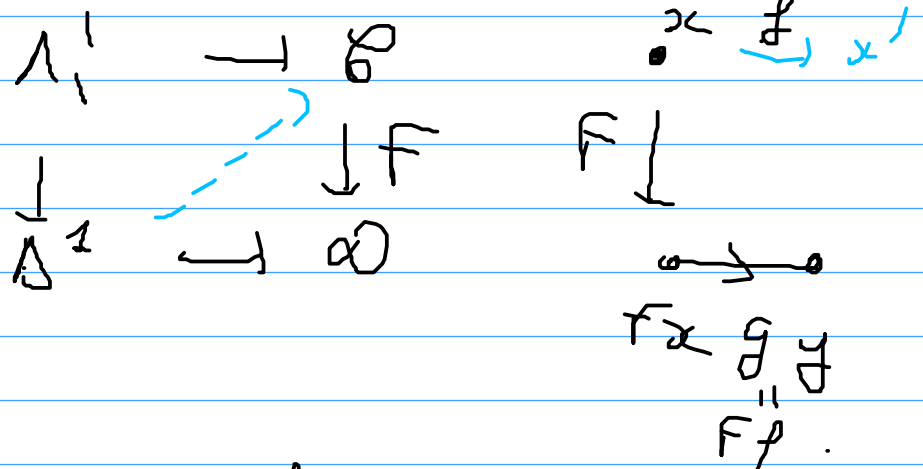 Λ¹₁ → 𝒞 x f x'
F F
Δ¹ → 𝒟
Fx g y
=
Ff.